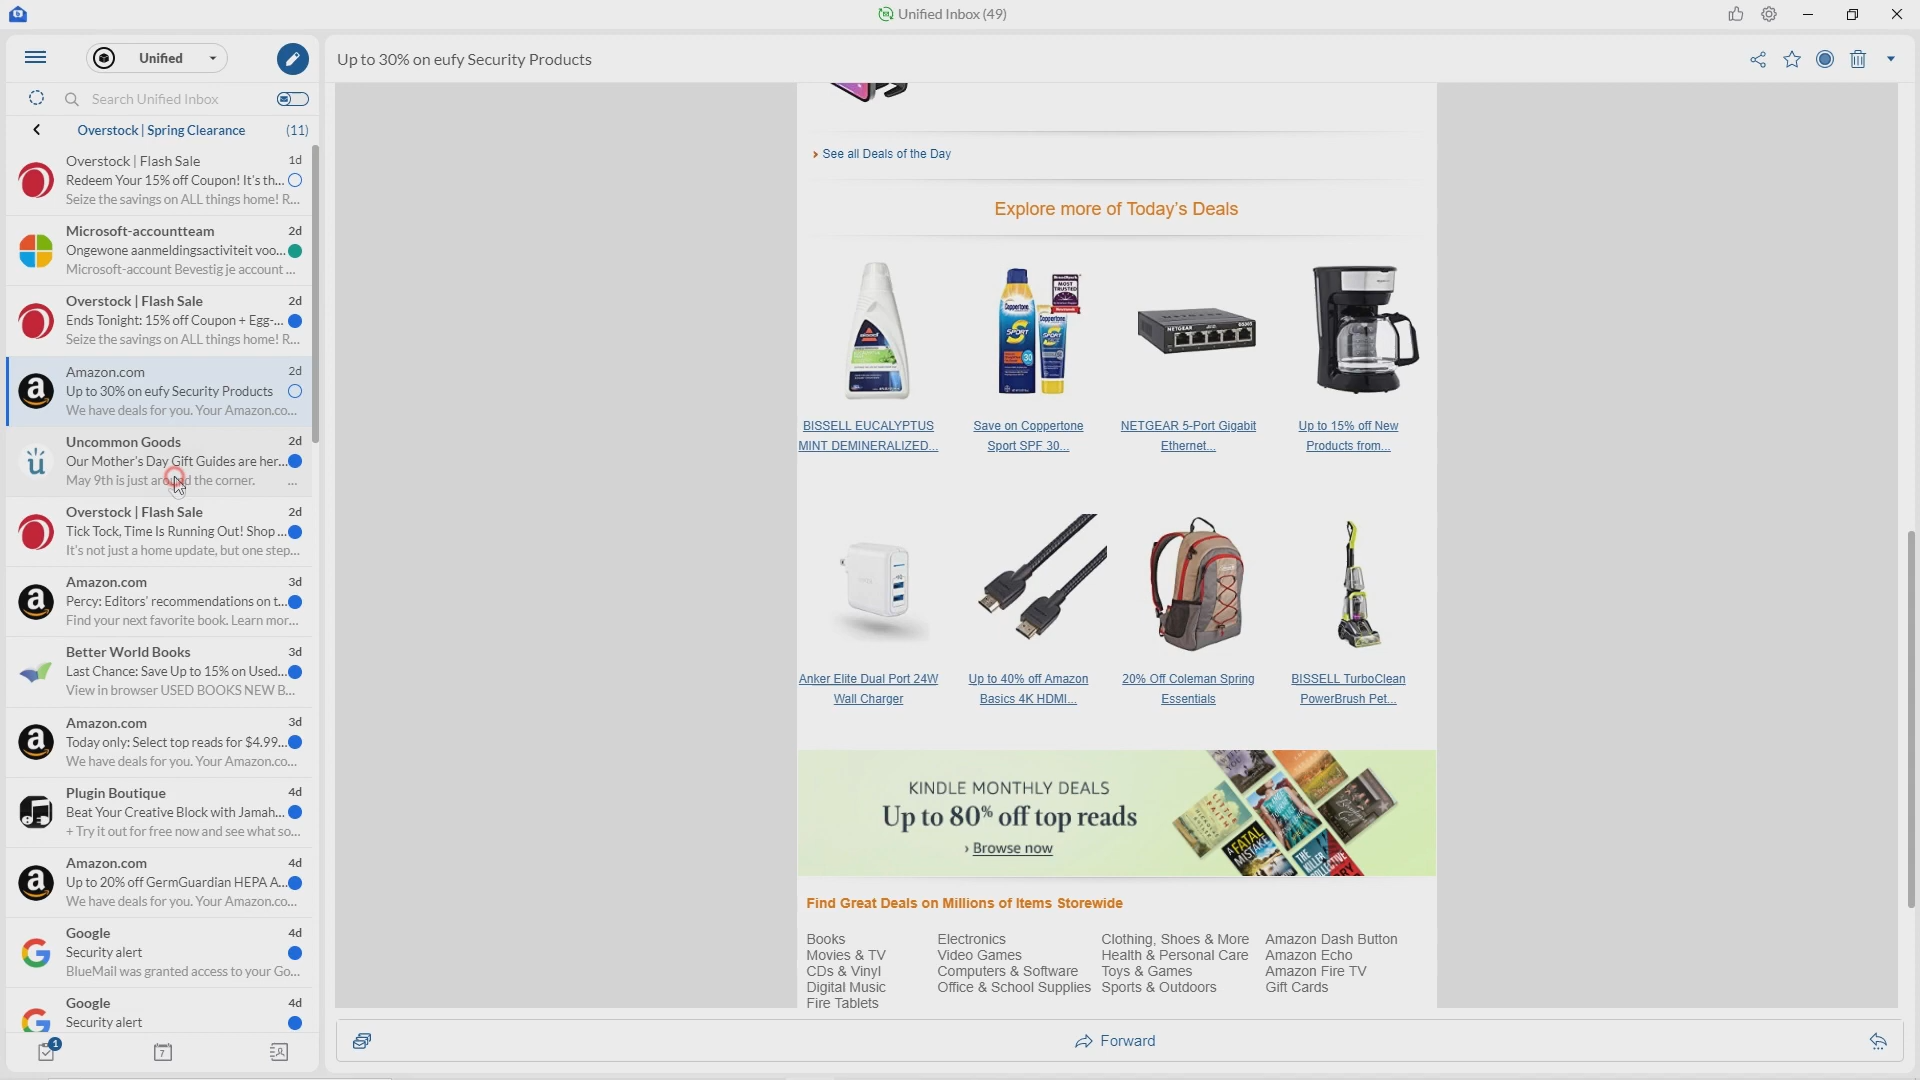 Unified Inbox (49)
Unified
Up to 30% on eufy Security Products
Search Unified Inbox
Overstock | Spring Clearance (11)
Overstock | Flash Sale 1d
Redeem Your 15% off Coupon! It's th...
Seize the savings on ALL things home! R...
Microsoft-accountteam 2d
Ongewone aanmeldingsactiviteit voo...
Microsoft-account Bevestig je account ...
Overstock | Flash Sale 2d
Ends Tonight: 15% off Coupon + Egg-...
Seize the savings on ALL things home! R...
Amazon.com 2d
Up to 30% on eufy Security Products
We have deals for you. Your Amazon.co...
Uncommon Goods 2d
Our Mother's Day Gift Guides are her...
May 9th is just around the corner. ...
Overstock | Flash Sale 2d
Tick Tock, Time Is Running Out! Shop ...
It's not just a home update, but one step...
Amazon.com 3d
Percy: Editors' recommendations on t...
Find your next favorite book. Learn mor...
Better World Books 3d
Last Chance: Save Up to 15% on Used...
View in browser USED BOOKS NEW B...
Amazon.com 3d
Today only: Select top reads for $4.99...
We have deals for you. Your Amazon.co...
Plugin Boutique 4d
Beat Your Creative Block with Jamah...
+ Try it out for free now and see what so...
Amazon.com 4d
Up to 20% off GermGuardian HEPA A...
We have deals for you. Your Amazon.co...
Google 4d
Security alert
BlueMail was granted access to your Go...
Google 4d
Security alert
1
7
› See all Deals of the Day
Explore more of Today's Deals
BISSELL
Coppertone
SPORT
30
MOST TRUSTED
NETGEAR
BISSELL EUCALYPTUS
MINT DEMINERALIZED...
Save on Coppertone
Sport SPF 30...
NETGEAR 5-Port Gigabit
Ethernet...
Up to 15% off New
Products from...
Anker Elite Dual Port 24W
Wall Charger
Up to 40% off Amazon
Basics 4K HDMI...
20% Off Coleman Spring
Essentials
BISSELL TurboClean
PowerBrush Pet...
KINDLE MONTHLY DEALS
Up to 80% off top reads
› Browse now
A FATAL MISTAKE
THE KILLER COLLECTIVE
Find Great Deals on Millions of Items Storewide
Books Electronics Clothing, Shoes & More Amazon Dash Button
Movies & TV Video Games Health & Personal Care Amazon Echo
CDs & Vinyl Computers & Software Toys & Games Amazon Fire TV
Digital Music Office & School Supplies Sports & Outdoors Gift Cards
Fire Tablets
Forward